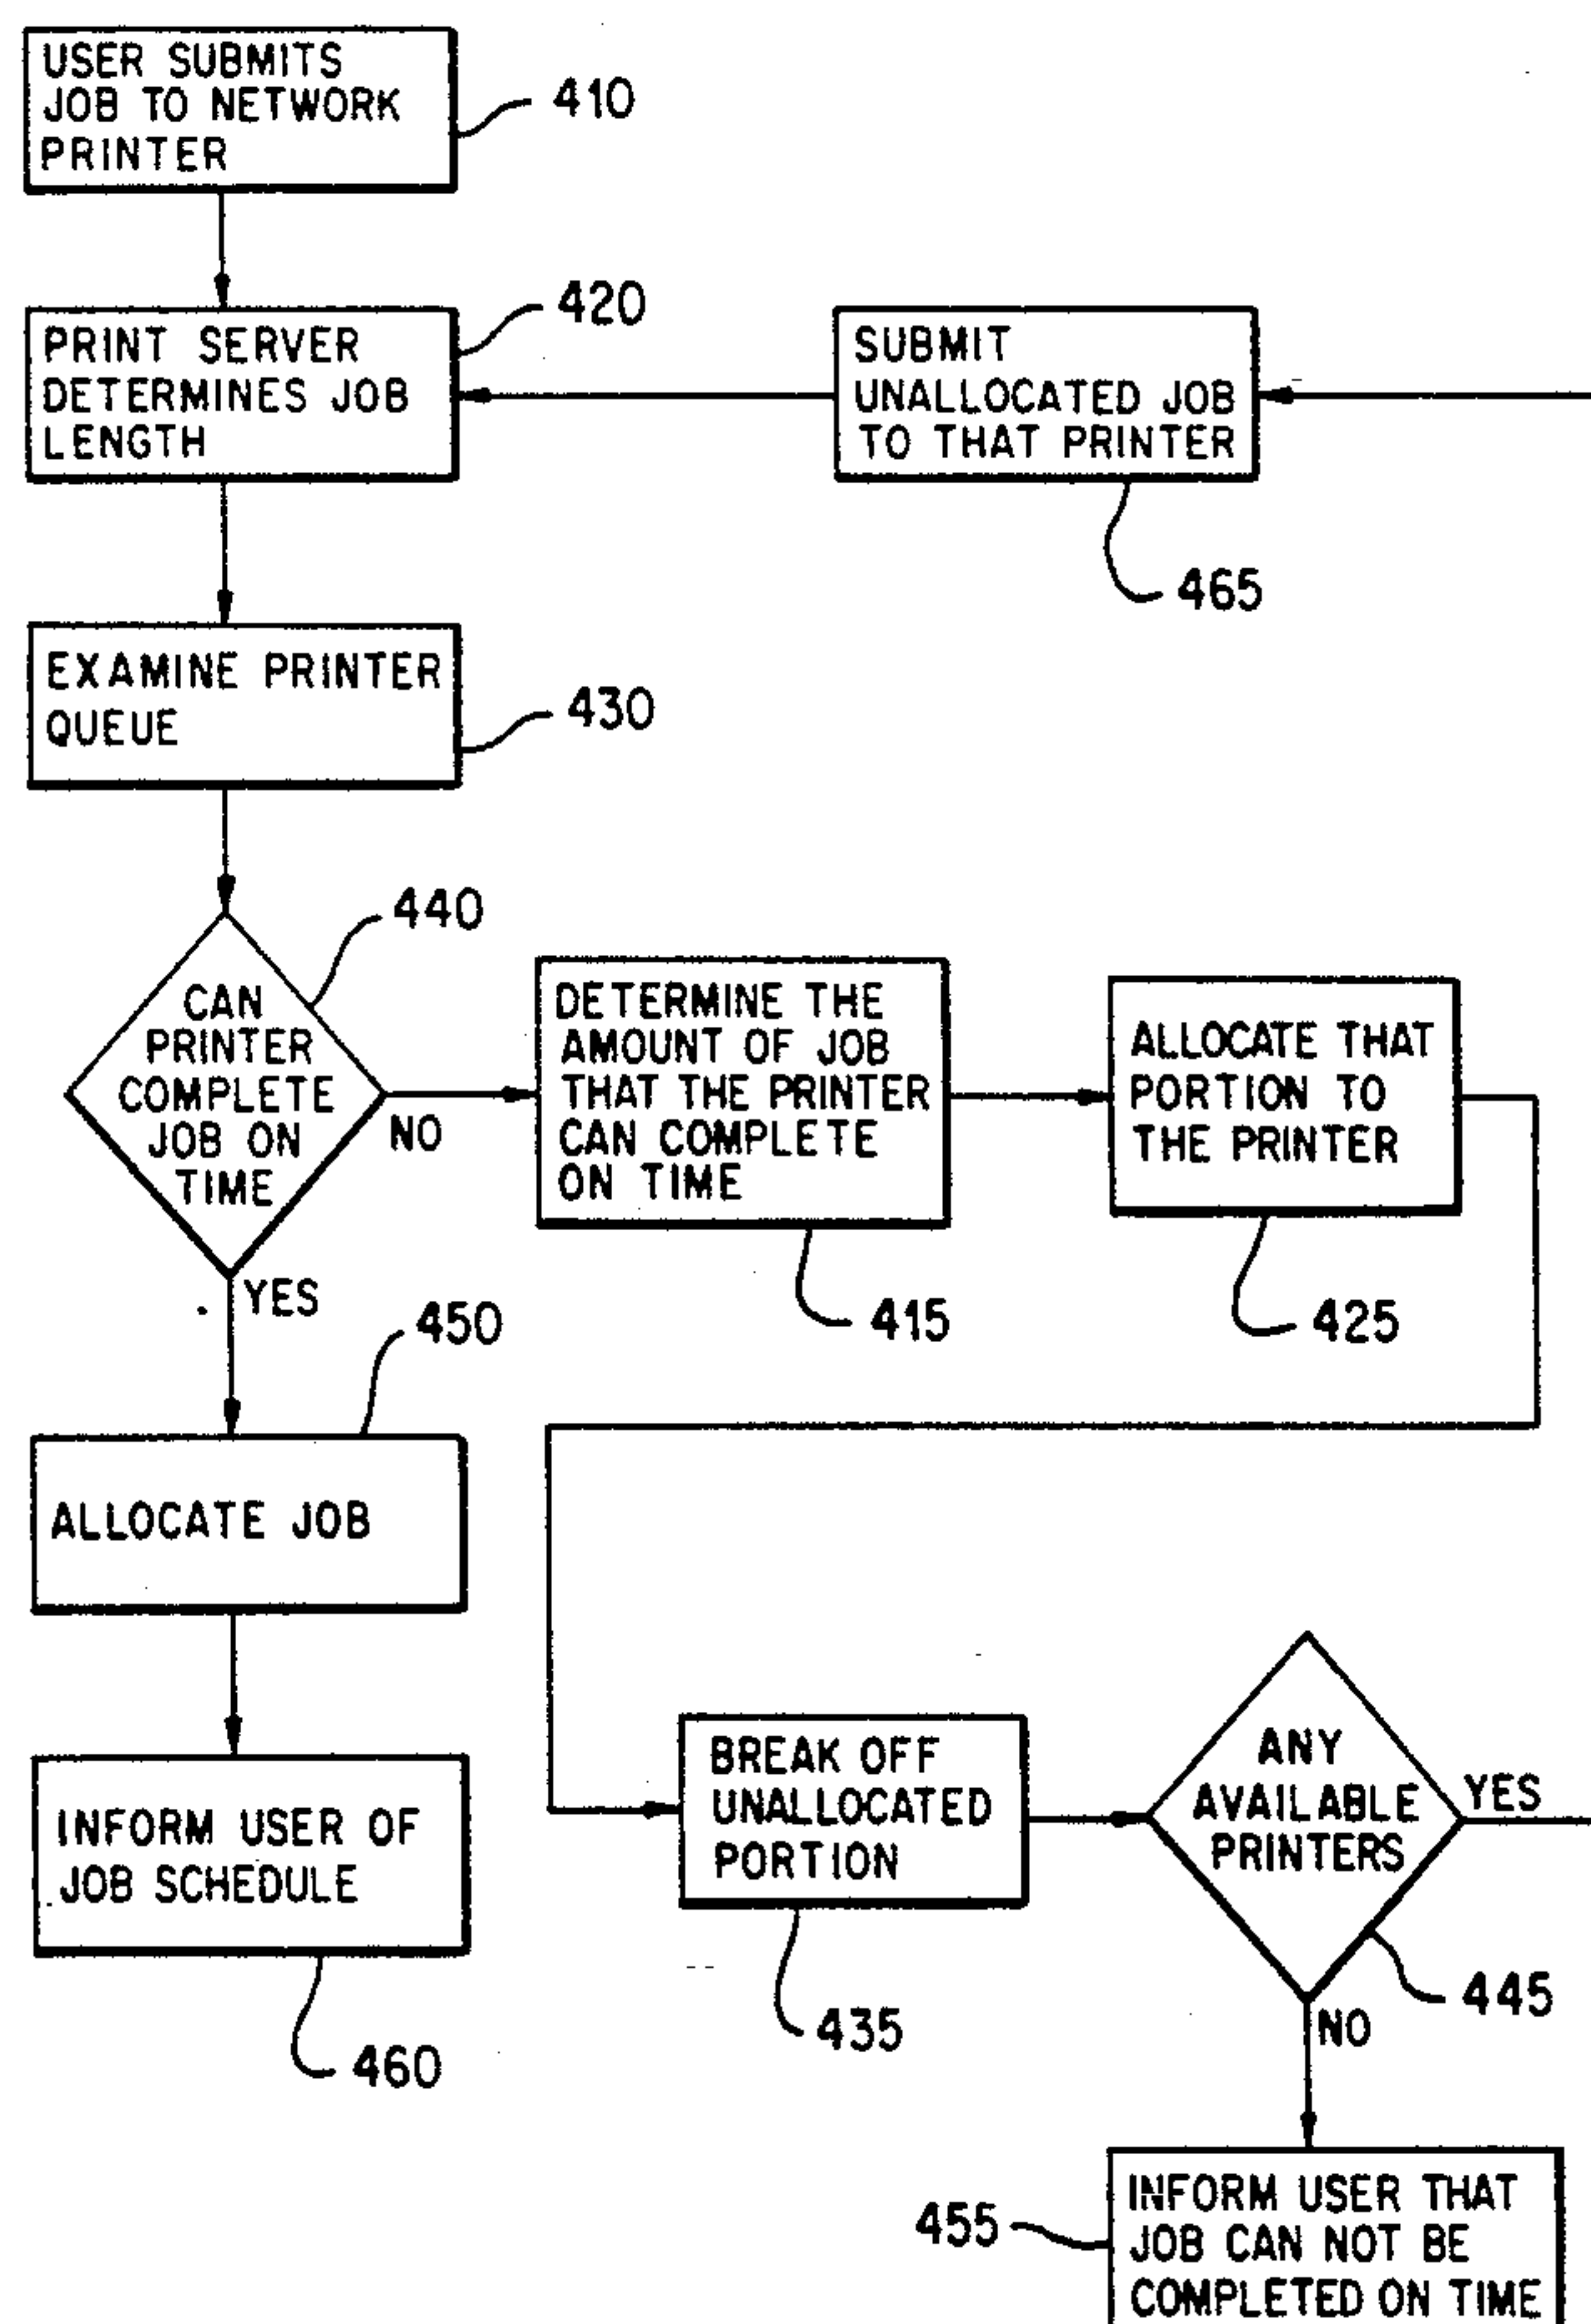 USER SUBMITS
JOB TO NETWORK
PRINTER
410
PRINT SERVER
DETERMINES JOB
LENGTH
420
SUBMIT
UNALLOCATED JOB
TO THAT PRINTER
465
EXAMINE PRINTER
QUEUE
430
CAN
PRINTER
COMPLETE
JOB ON
TIME
440
NO
YES
DETERMINE THE
AMOUNT OF JOB
THAT THE PRINTER
CAN COMPLETE
ON TIME
415
ALLOCATE THAT
PORTION TO
THE PRINTER
425
450
ALLOCATE JOB
INFORM USER OF
JOB SCHEDULE
460
BREAK OFF
UNALLOCATED
PORTION
435
ANY
AVAILABLE
PRINTERS
YES
445
NO
455
INFORM USER THAT
JOB CAN NOT BE
COMPLETED ON TIME